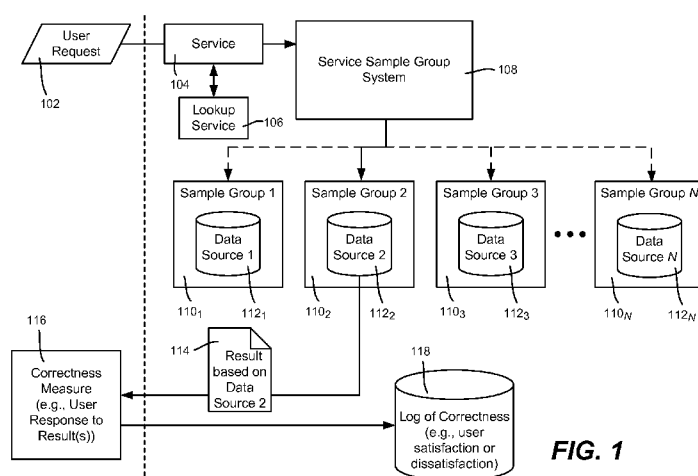 User
Request
102
Service
104
Lookup
Service
106
Service Sample Group
System
108
Sample Group 1
Data
Source 1
110₁
112₁
Sample Group 2
Data
Source 2
110₂
112₂
Sample Group 3
Data
Source 3
110₃
112₃
Sample Group N
Data
Source N
110N
112N
114
Result
based on
Data
Source 2
116
Correctness
Measure
(e.g., User
Response to
Result(s))
118
Log of Correctness
(e.g., user
satisfaction or
dissatisfaction)
FIG. 1